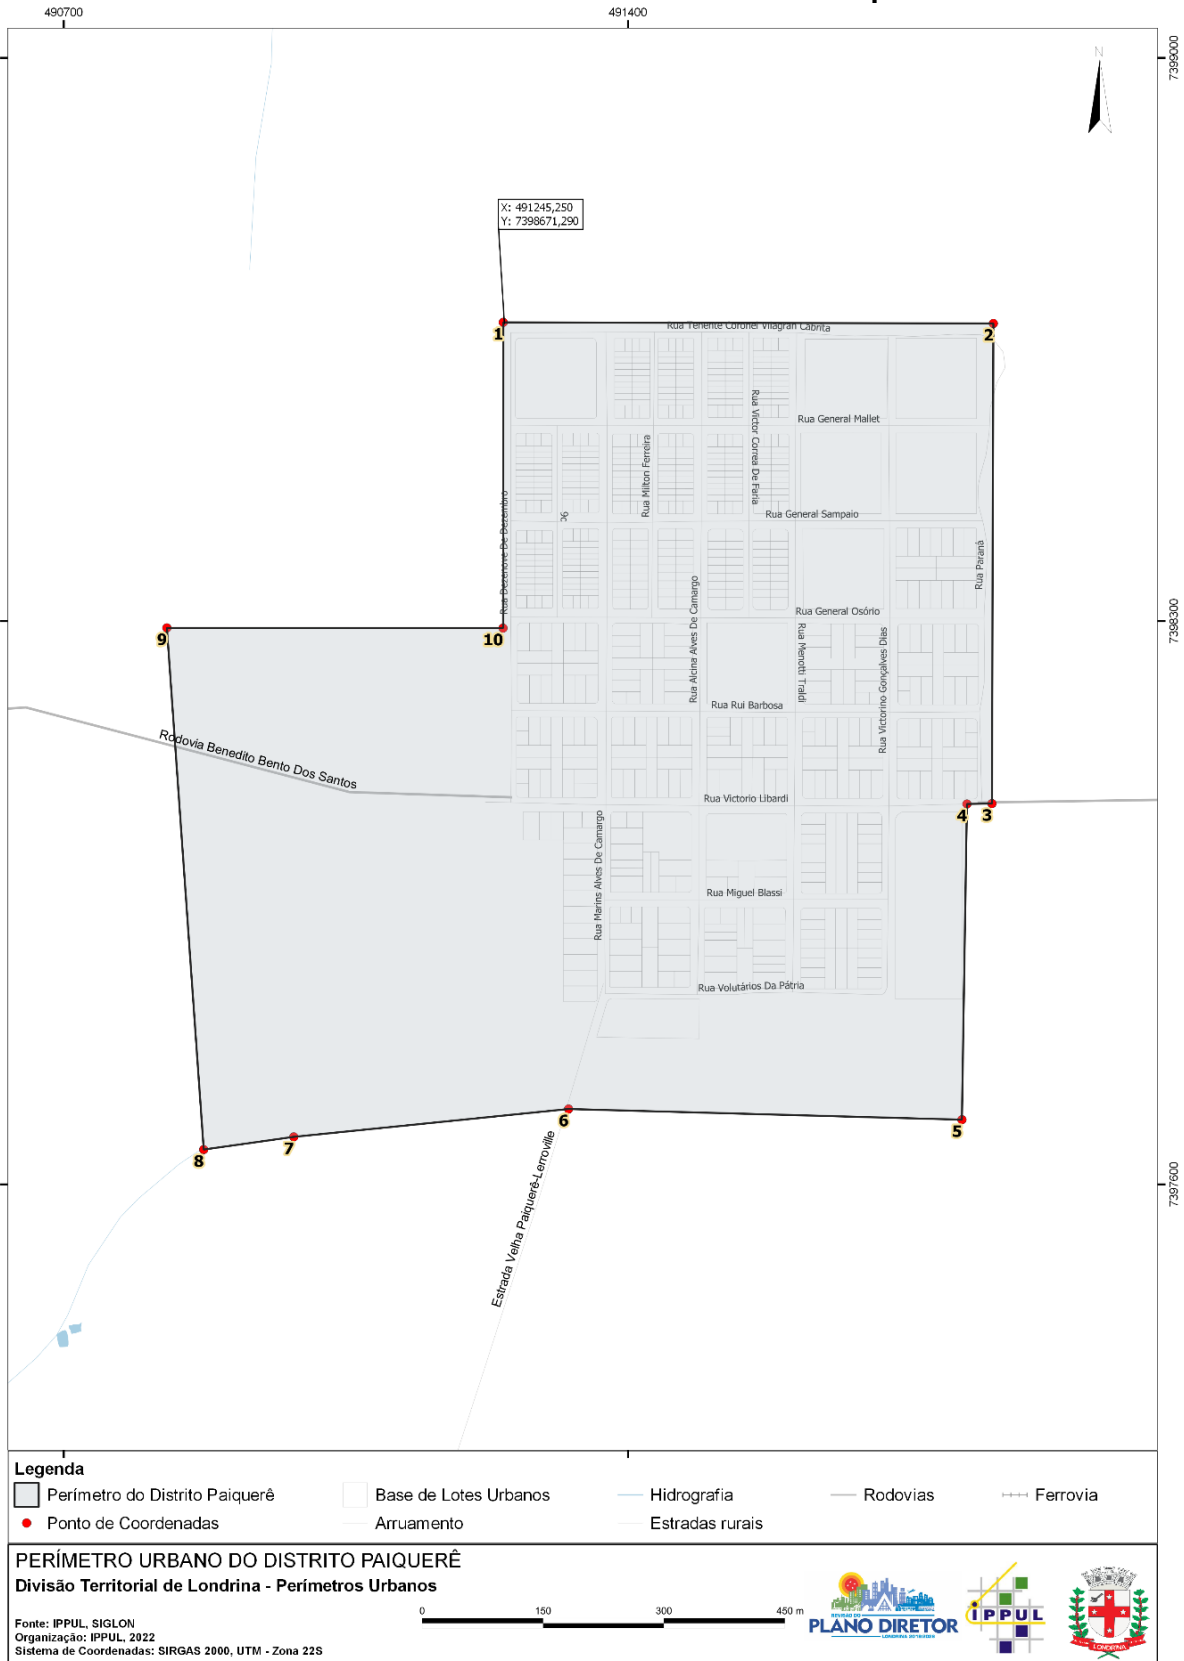 490700
491400
7399000
N
X: 491245,250
Y: 7398671,290
1
Rua Tenente Coronel Vilagran Cabrita
2
Rua General Mallet
Rua Victor Correa De Faria
Rua Milton Ferreira
Rua Dezenove De Dezembro
Rua General Sampaio
Rua Paraná
Rua General Osório
Rua Alcina Alves De Camargo
Rua Menotti Traldi
Rua Victorino Gonçalves Dias
7398300
9
10
Rua Rui Barbosa
Rodovia Benedito Bento Dos Santos
Rua Victorio Libardi
4
3
Rua Marins Alves De Camargo
Rua Miguel Blassi
Rua Volutários Da Pátria
6
5
7
8
Estrada Velha Paiquerê-Lerroville
7397600
Legenda
Perímetro do Distrito Paiquerê
Base de Lotes Urbanos
Hidrografia
Rodovias
Ferrovia
Ponto de Coordenadas
Arruamento
Estradas rurais
PERÍMETRO URBANO DO DISTRITO PAIQUERÊ
Divisão Territorial de Londrina - Perímetros Urbanos
Fonte: IPPUL, SIGLON
Organização: IPPUL, 2022
Sistema de Coordenadas: SIRGAS 2000, UTM - Zona 22S
0 150 300 450 m
REVISÃO DO
PLANO DIRETOR
IPPUL
LONDRINA